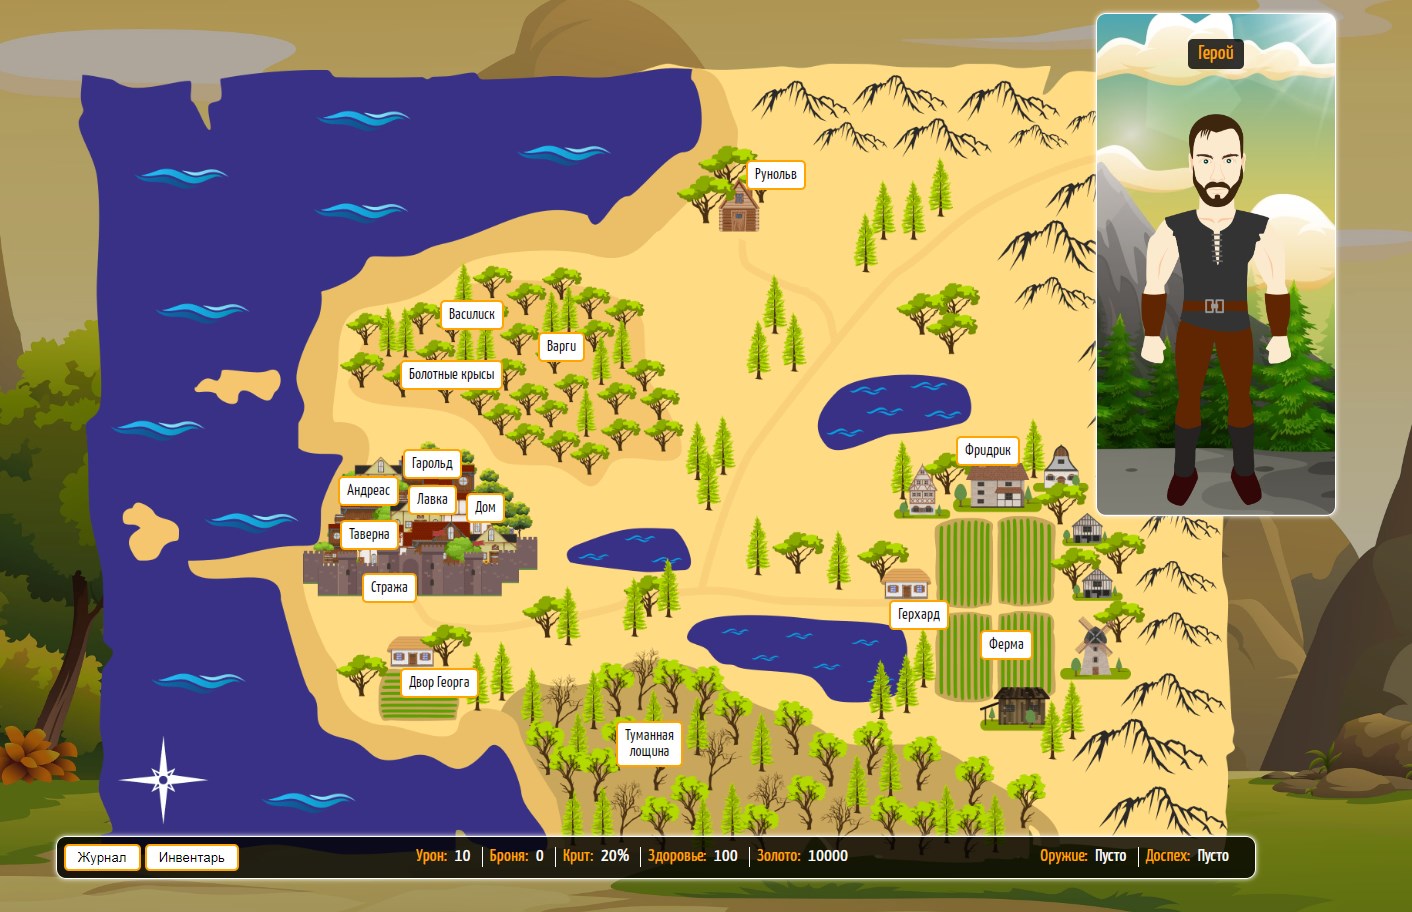 Герой
Рунольв
Василиск
Варги
Болотные крысы
Фридрик
Гарольд
Андреас
Лавка
Дом
Таверна
Стража
Герхард
Ферма
Двор Георга
Туманная
лощина
Журнал Инвентарь Урон: 10 Броня: 0 Крит: 20% Здоровье: 100 Золото: 10000 Оружие: Пусто Доспех: Пусто